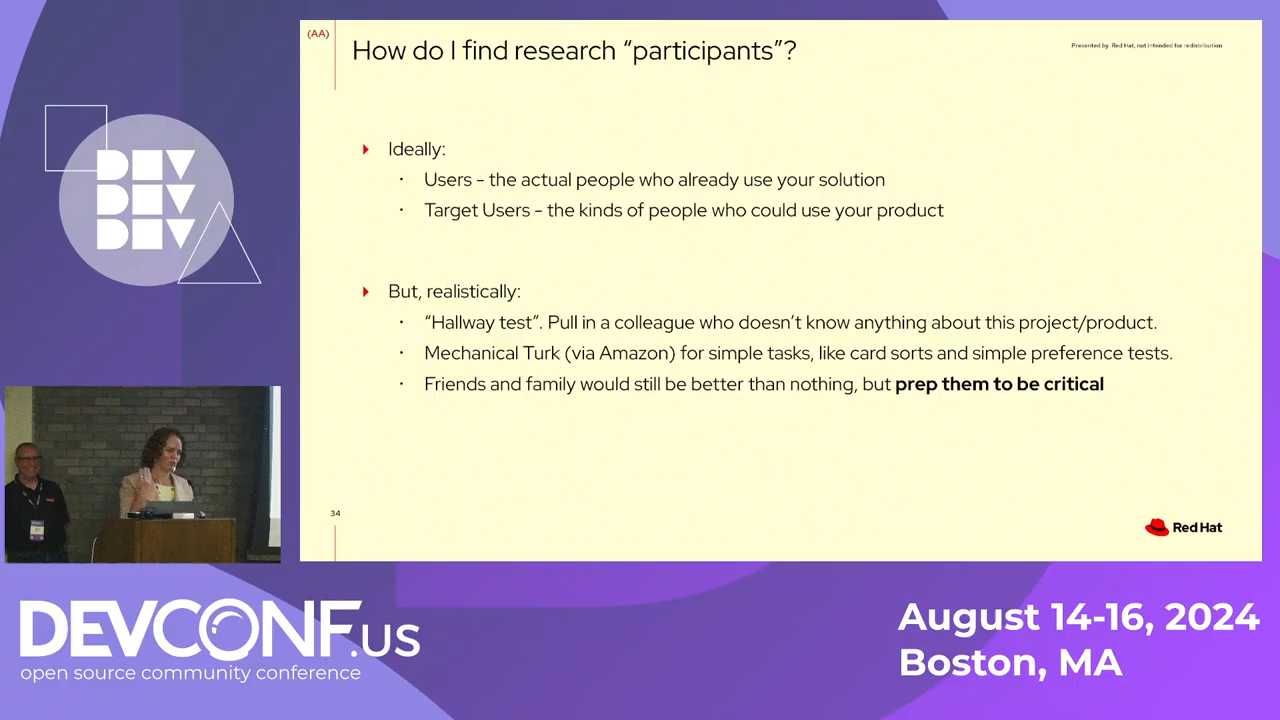 (AA)
How do I find research “participants”?
Presented by Red Hat, not intended for redistribution
Ideally:
Users - the actual people who already use your solution
Target Users - the kinds of people who could use your product
But, realistically:
“Hallway test”. Pull in a colleague who doesn’t know anything about this project/product.
Mechanical Turk (via Amazon) for simple tasks, like card sorts and simple preference tests.
Friends and family would still be better than nothing, but prep them to be critical
34
Red Hat
DEV
DEV
DEV
DEVCONF.US
open source community conference
August 14-16, 2024
Boston, MA